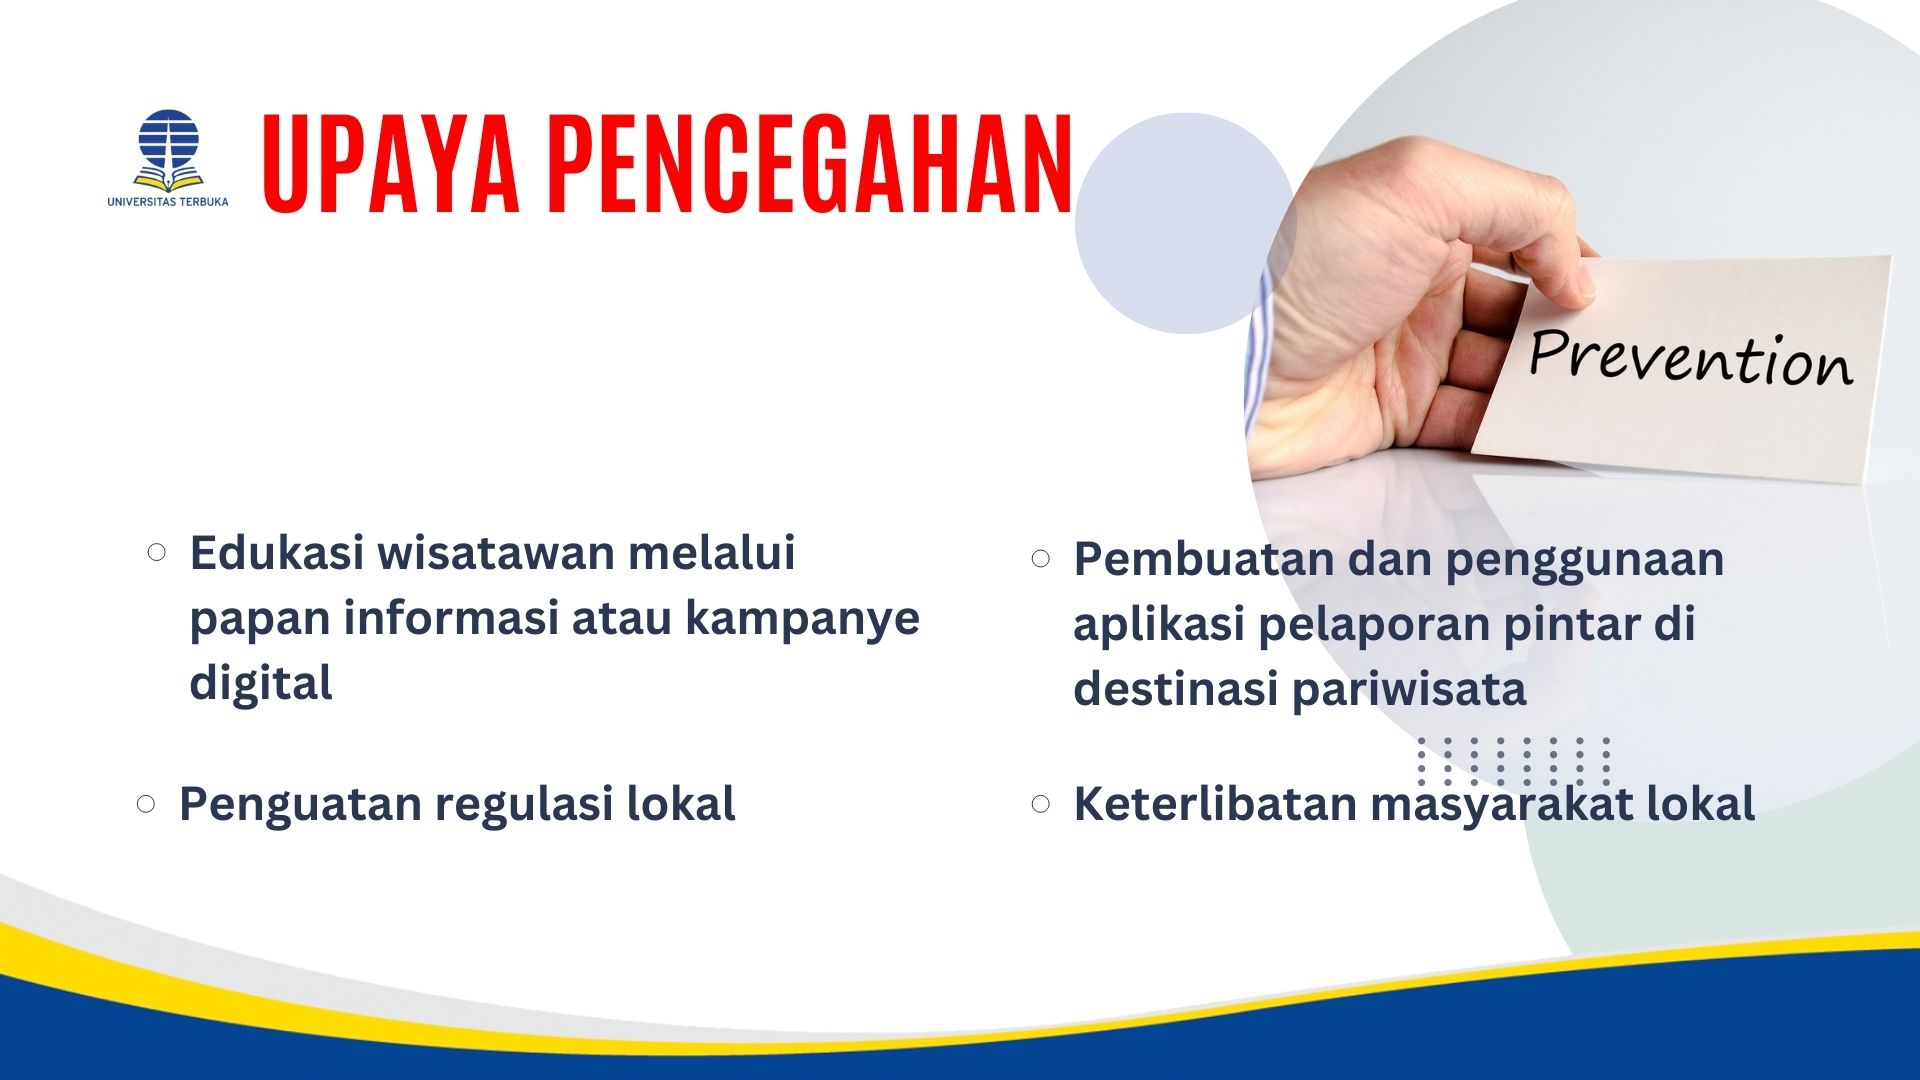 UNIVERSITAS TERBUKA
UPAYA PENCEGAHAN
Prevention
Edukasi wisatawan melalui
papan informasi atau kampanye
digital
Penguatan regulasi lokal
Pembuatan dan penggunaan
aplikasi pelaporan pintar di
destinasi pariwisata
Keterlibatan masyarakat lokal